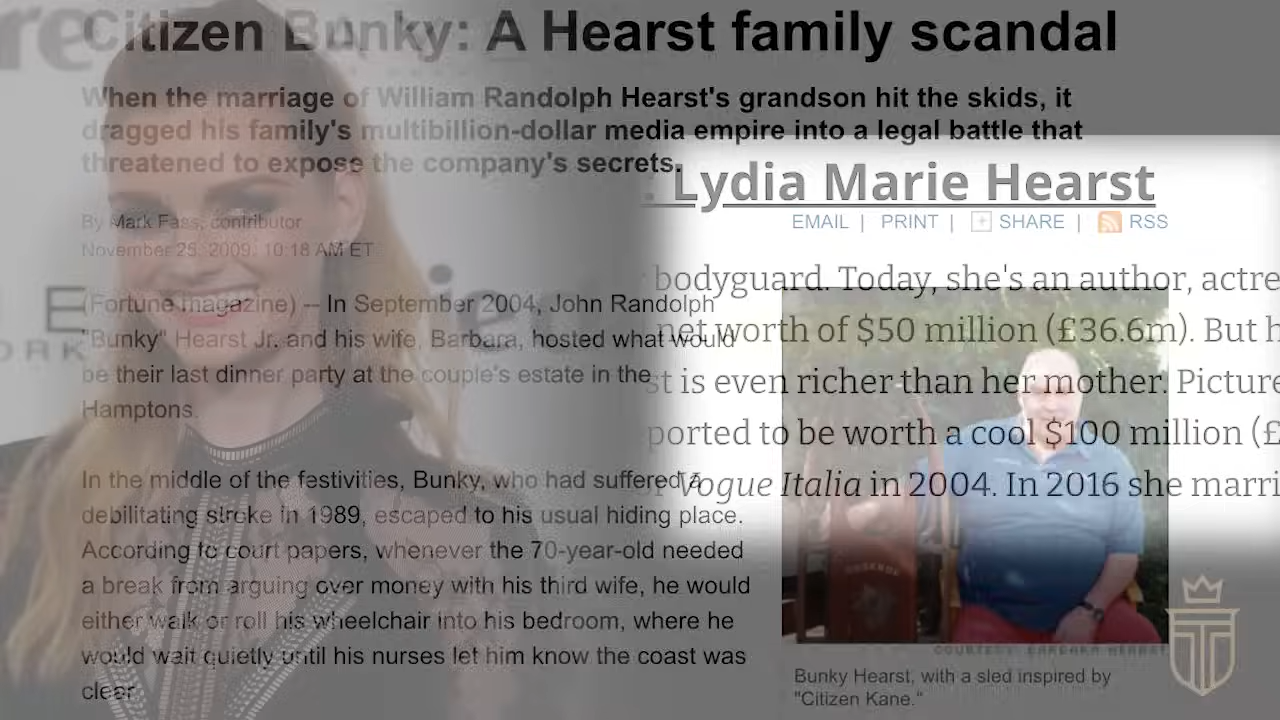 Citizen Bunky: A Hearst family scandal
When the marriage of William Randolph Hearst's grandson hit the skids, it
dragged his family's multibillion-dollar media empire into a legal battle that
threatened to expose the company's secrets.
By Mark Fass, contributor
November 25, 2009: 10:18 AM ET
(Fortune magazine) -- In September 2004, John Randolph
"Bunky" Hearst Jr. and his wife, Barbara, hosted what would
be their last dinner party at the couple's estate in the
Hamptons.
In the middle of the festivities, Bunky, who had suffered a
debilitating stroke in 1989, escaped to his usual hiding place.
According to court papers, whenever the 70-year-old needed
a break from arguing over money with his third wife, he would
either walk or roll his wheelchair into his bedroom, where he
would wait quietly until his nurses let him know the coast was
clear.
. Lydia Marie Hearst
EMAIL | PRINT | SHARE | RSS
bodyguard. Today, she's an author, actre
net worth of $50 million (£36.6m). But h
st is even richer than her mother. Picture
ported to be worth a cool $100 million (£
Vogue Italia in 2004. In 2016 she marri
COURTESY BARBARA HEARST
Bunky Hearst, with a sled inspired by
"Citizen Kane."